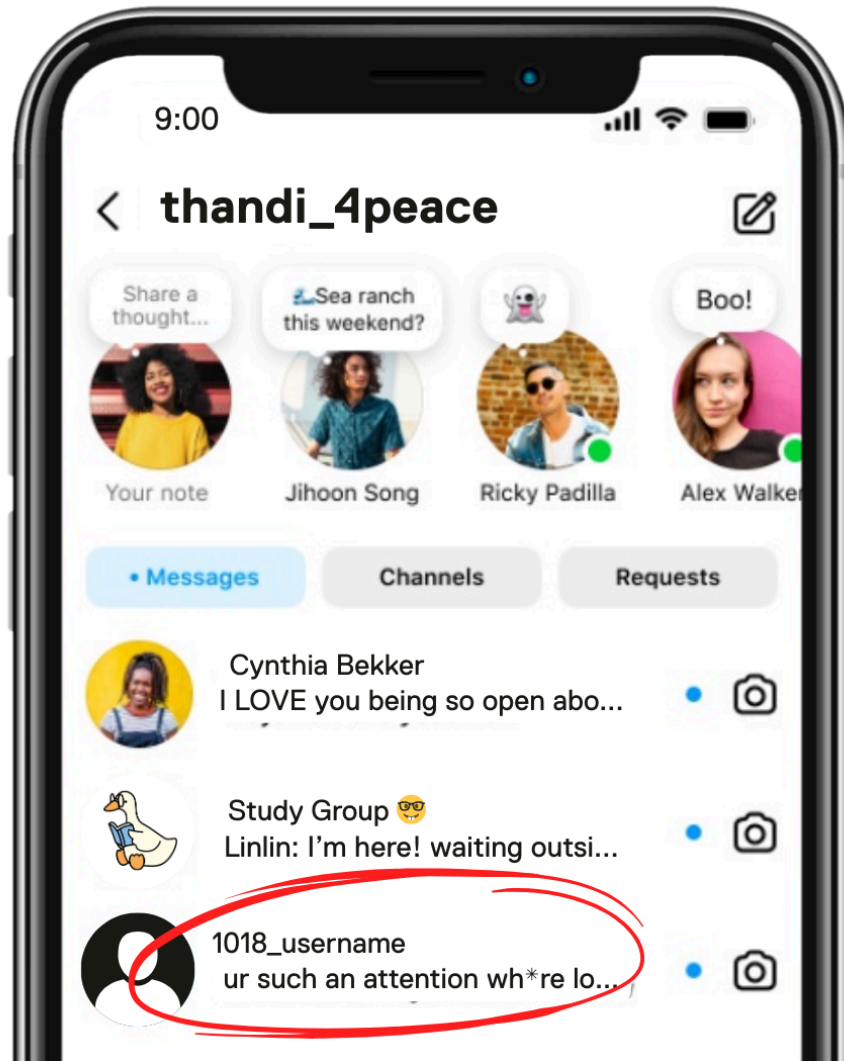 9:00
thandi_4peace
Share a
thought...
Sea ranch
this weekend?
Boo!
Your note
Jihoon Song
Ricky Padilla
Alex Walker
• Messages
Channels
Requests
Cynthia Bekker
I LOVE you being so open abo...
Study Group 🤓
Linlin: I'm here! waiting outsi...
1018_username
ur such an attention wh*re lo...